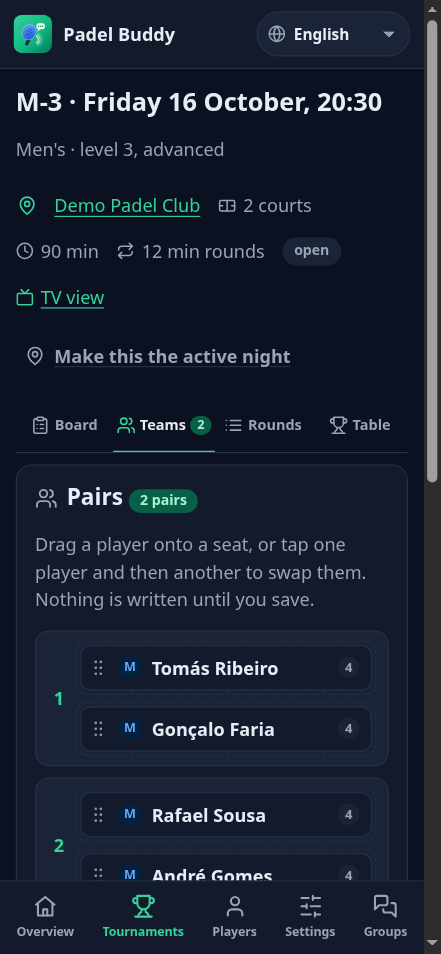 Padel Buddy
English
M-3 · Friday 16 October, 20:30
Men's · level 3, advanced
Demo Padel Club 2 courts
90 min 12 min rounds open
TV view
Make this the active night
Board Teams 2 Rounds Table
Pairs 2 pairs
Drag a player onto a seat, or tap one
player and then another to swap them.
Nothing is written until you save.
1
M Tomás Ribeiro 4
M Gonçalo Faria 4
2
M Rafael Sousa 4
M André Gomes 4
Overview Tournaments Players Settings Groups